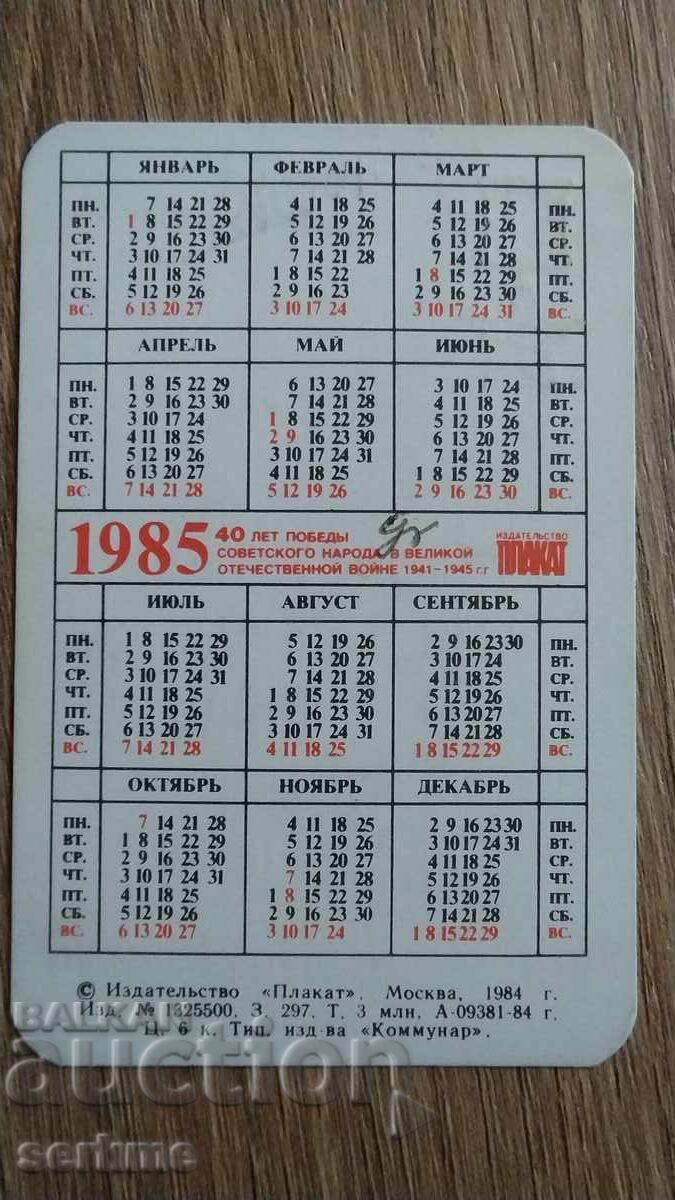 ЯНВАРЬ ФЕВРАЛЬ МАРТ
ПН. 7 14 21 28 4 11 18 25 4 11 18 25 ПН.
ВТ. 1 8 15 22 29 5 12 19 26 5 12 19 26 ВТ.
СР. 2 9 16 23 30 6 13 20 27 6 13 20 27 СР.
ЧТ. 3 10 17 24 31 7 14 21 28 7 14 21 28 ЧТ.
ПТ. 4 11 18 25 1 8 15 22 1 8 15 22 29 ПТ.
СБ. 5 12 19 26 2 9 16 23 2 9 16 23 30 СБ.
ВС. 6 13 20 27 3 10 17 24 3 10 17 24 31 ВС.
АПРЕЛЬ МАЙ ИЮНЬ
ПН. 1 8 15 22 29 6 13 20 27 3 10 17 24 ПН.
ВТ. 2 9 16 23 30 7 14 21 28 4 11 18 25 ВТ.
СР. 3 10 17 24 1 8 15 22 29 5 12 19 26 СР.
ЧТ. 4 11 18 25 2 9 16 23 30 6 13 20 27 ЧТ.
ПТ. 5 12 19 26 3 10 17 24 31 7 14 21 28 ПТ.
СБ. 6 13 20 27 4 11 18 25 1 8 15 22 29 СБ.
ВС. 7 14 21 28 5 12 19 26 2 9 16 23 30 ВС.
1985 40 ЛЕТ ПОБЕДЫ
СОВЕТСКОГО НАРОДА В ВЕЛИКОЙ
ОТЕЧЕСТВЕННОЙ ВОЙНЕ 1941-1945 г.г.
ИЗДАТЕЛЬСТВО
ПЛАКАТ
ИЮЛЬ АВГУСТ СЕНТЯБРЬ
ПН. 1 8 15 22 29 5 12 19 26 2 9 16 23 30 ПН.
ВТ. 2 9 16 23 30 6 13 20 27 3 10 17 24 ВТ.
СР. 3 10 17 24 31 7 14 21 28 4 11 18 25 СР.
ЧТ. 4 11 18 25 1 8 15 22 29 5 12 19 26 ЧТ.
ПТ. 5 12 19 26 2 9 16 23 30 6 13 20 27 ПТ.
СБ. 6 13 20 27 3 10 17 24 31 7 14 21 28 СБ.
ВС. 7 14 21 28 4 11 18 25 1 8 15 22 29 ВС.
ОКТЯБРЬ НОЯБРЬ ДЕКАБРЬ
ПН. 7 14 21 28 4 11 18 25 2 9 16 23 30 ПН.
ВТ. 1 8 15 22 29 5 12 19 26 3 10 17 24 31 ВТ.
СР. 2 9 16 23 30 6 13 20 27 4 11 18 25 СР.
ЧТ. 3 10 17 24 31 7 14 21 28 5 12 19 26 ЧТ.
ПТ. 4 11 18 25 1 8 15 22 29 6 13 20 27 ПТ.
СБ. 5 12 19 26 2 9 16 23 30 7 14 21 28 СБ.
ВС. 6 13 20 27 3 10 17 24 1 8 15 22 29 ВС.
© Издательство «Плакат». Москва, 1984 г.
Изд. № 1325500. З. 297. Т. 3 млн. А-09381-84 г.
Ц. 6 к. Тип. изд-ва «Коммунар».
BALKAN
auction
sertme